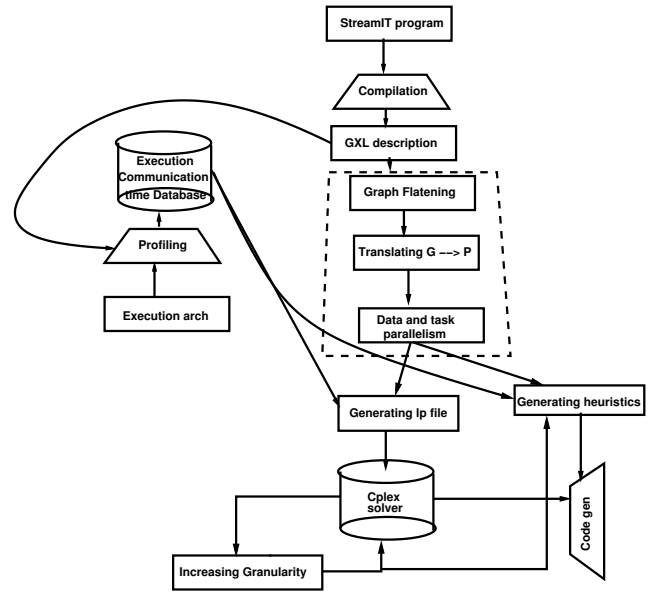 StreamIT program
Compilation
GXL description
Execution
Communication
time Database
Graph Flatening
Profiling
Translating G −−> P
Execution arch
Data and task
parallelism
Generating lp file
Generating heuristics
Cplex
solver
Code gen
Increasing Granularity